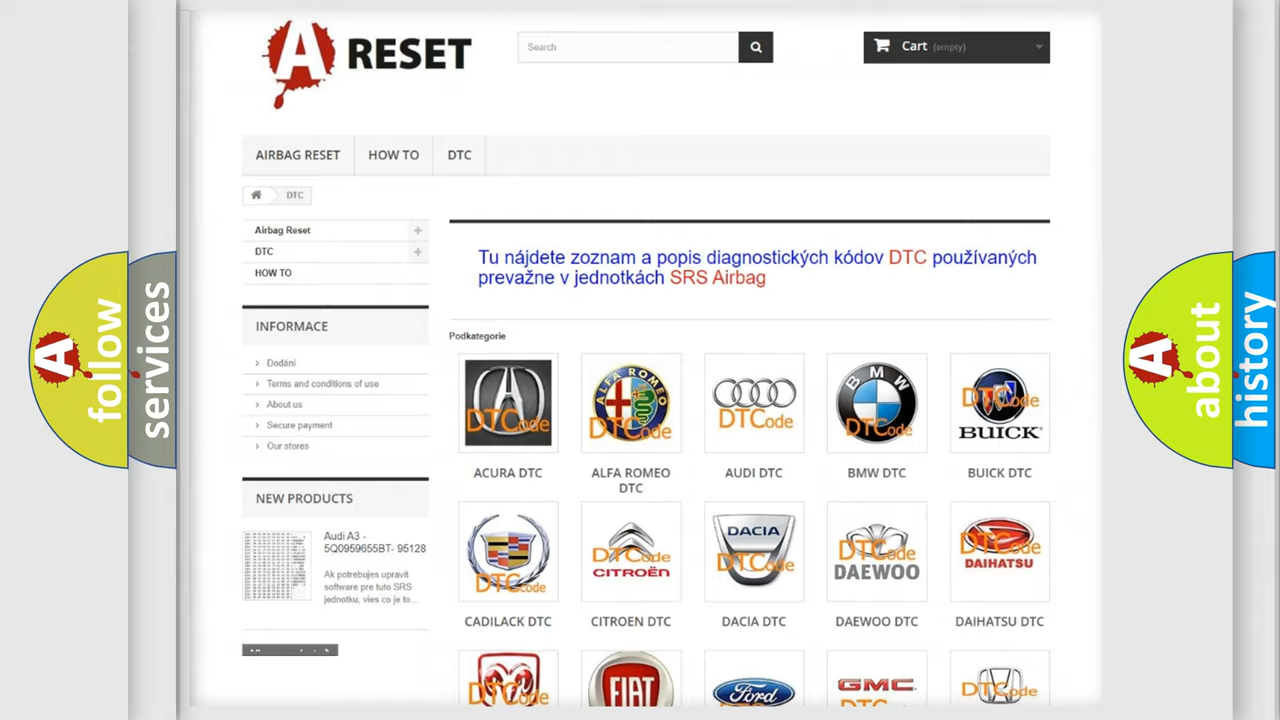 A RESET
Search
Cart (empty)
AIRBAG RESET
HOW TO
DTC
DTC
Airbag Reset
DTC
HOW TO
INFORMACE
Dodání
Terms and conditions of use
About us
Secure payment
Our stores
NEW PRODUCTS
Audi A3 -
5Q0959655BT- 95128
Ak potrebujes upravit
software pre tuto SRS
jednotku, vies co je to...
Tu nájdete zoznam a popis diagnostických kódov DTC používaných
prevažne v jednotkách SRS Airbag
Podkategorie
DTCode
ALFA ROMEO
DTCode
DTCode
BMW
DTCode
DTCode
BUICK
ACURA DTC
ALFA ROMEO
DTC
AUDI DTC
BMW DTC
BUICK DTC
DTCode
DTCode
CITROËN
DACIA
DTCode
DTCode
DAEWOO
DTCode
DAIHATSU
CADILACK DTC
CITROEN DTC
DACIA DTC
DAEWOO DTC
DAIHATSU DTC
DTCode
FIAT
Ford
GMC
DTCode
A follow
services
A about
history